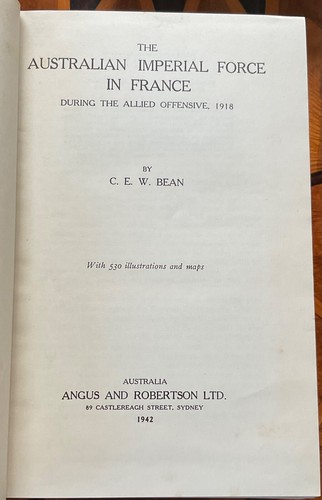 THE
AUSTRALIAN IMPERIAL FORCE
IN FRANCE
DURING THE ALLIED OFFENSIVE, 1918
BY
C. E. W. BEAN
With 530 illustrations and maps
AUSTRALIA
ANGUS AND ROBERTSON LTD.
89 CASTLEREAGH STREET, SYDNEY
1942